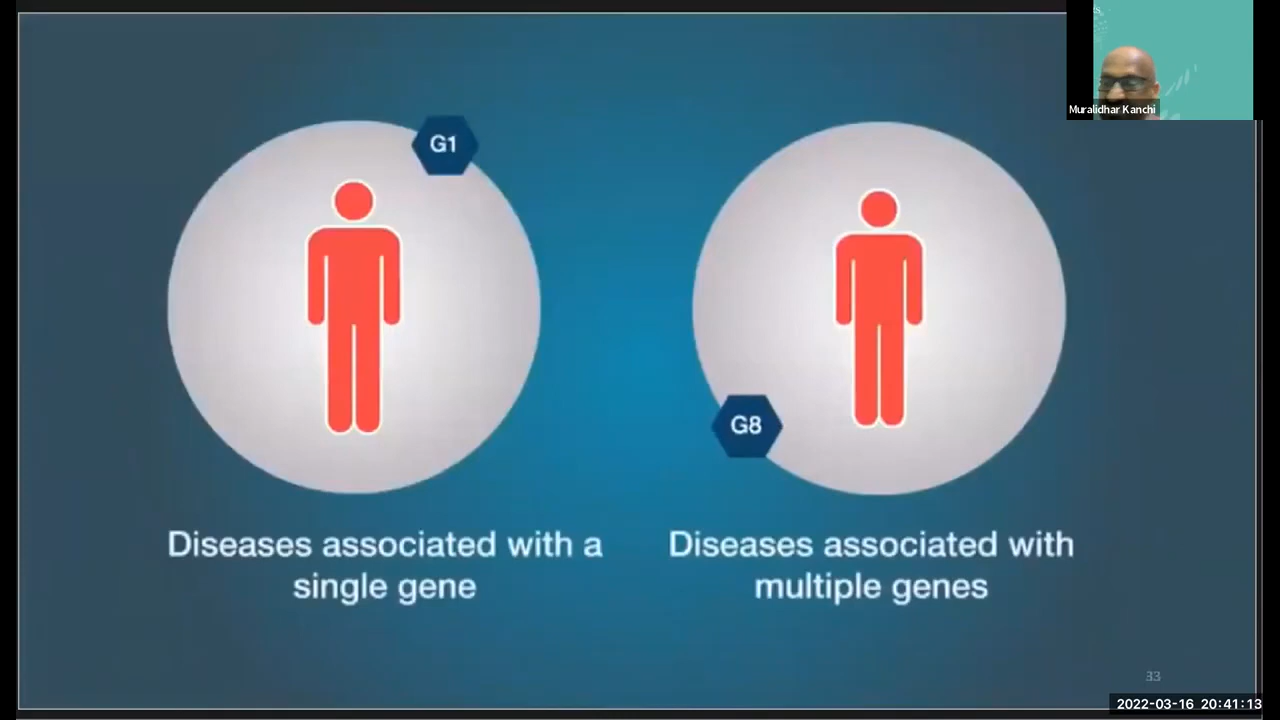 Muralidhar Kanchi
G1
G8
Diseases associated with a
single gene
Diseases associated with
multiple genes
33
2022-03-16 20:41:13